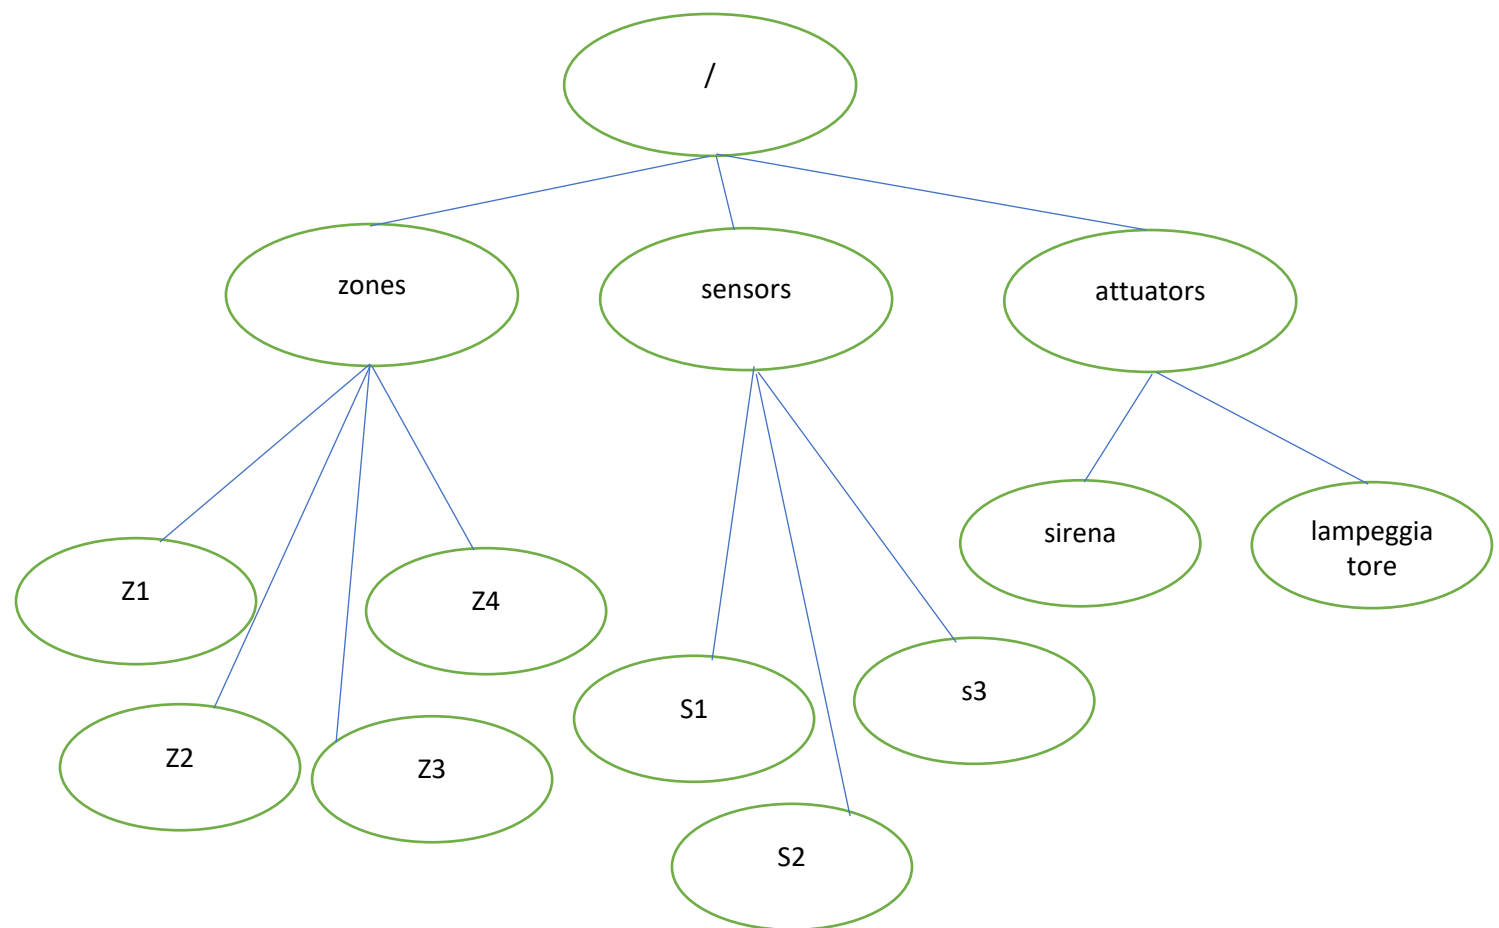 /
zones
sensors
attuators
Z1
Z4
Z2
Z3
S1
s3
S2
sirena
lampeggia
tore